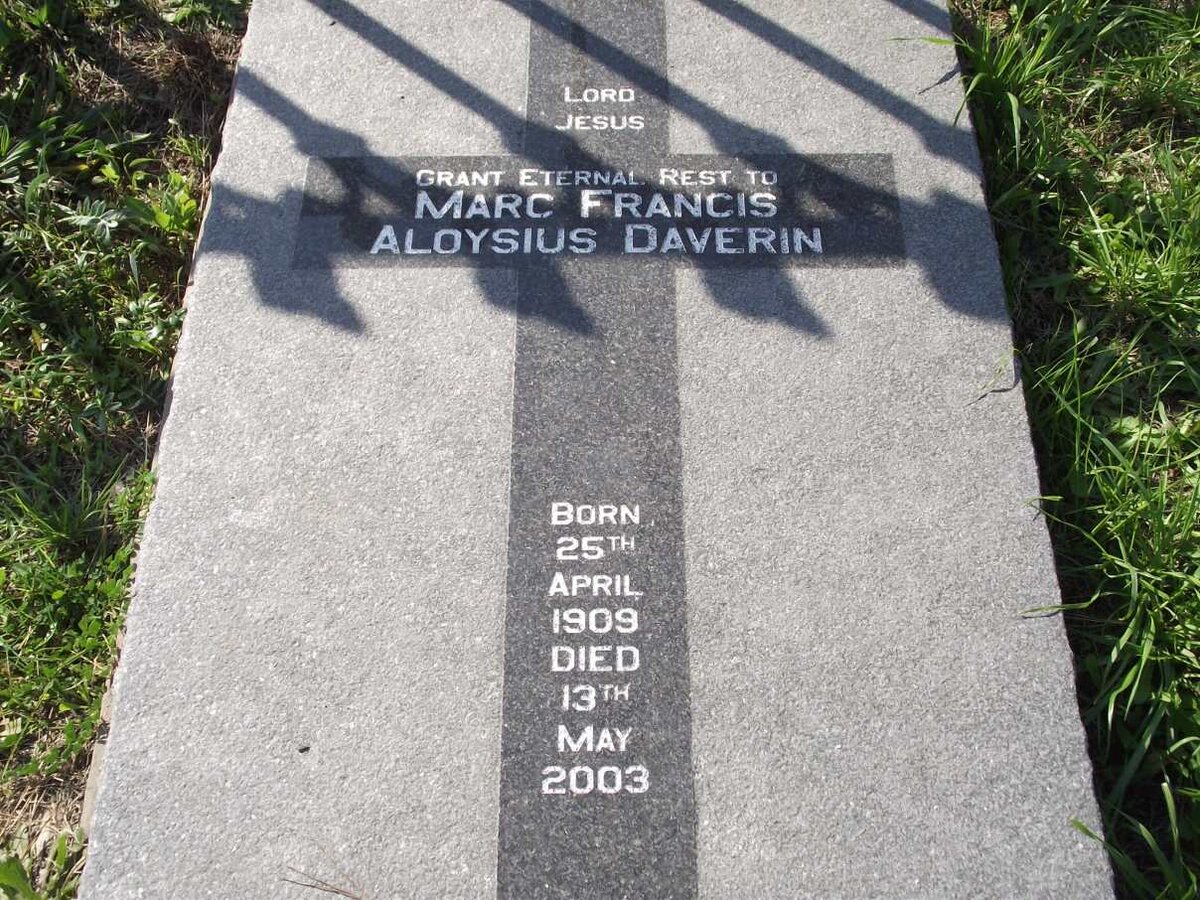 LORD
JESUS
GRANT ETERNAL REST TO
MARC FRANCIS
ALOYSIUS DAVERIN
BORN
25TH
APRIL
1909
DIED
13TH
MAY
2003